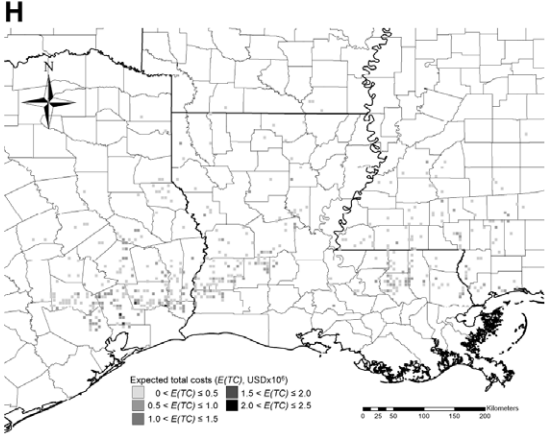 H
N
Expected total costs (E(TC), USDx10⁶)
0 < E(TC) ≤ 0.5
0.5 < E(TC) ≤ 1.0
1.0 < E(TC) ≤ 1.5
1.5 < E(TC) ≤ 2.0
2.0 < E(TC) ≤ 2.5
0 25 50 100 150 200 Kilometers